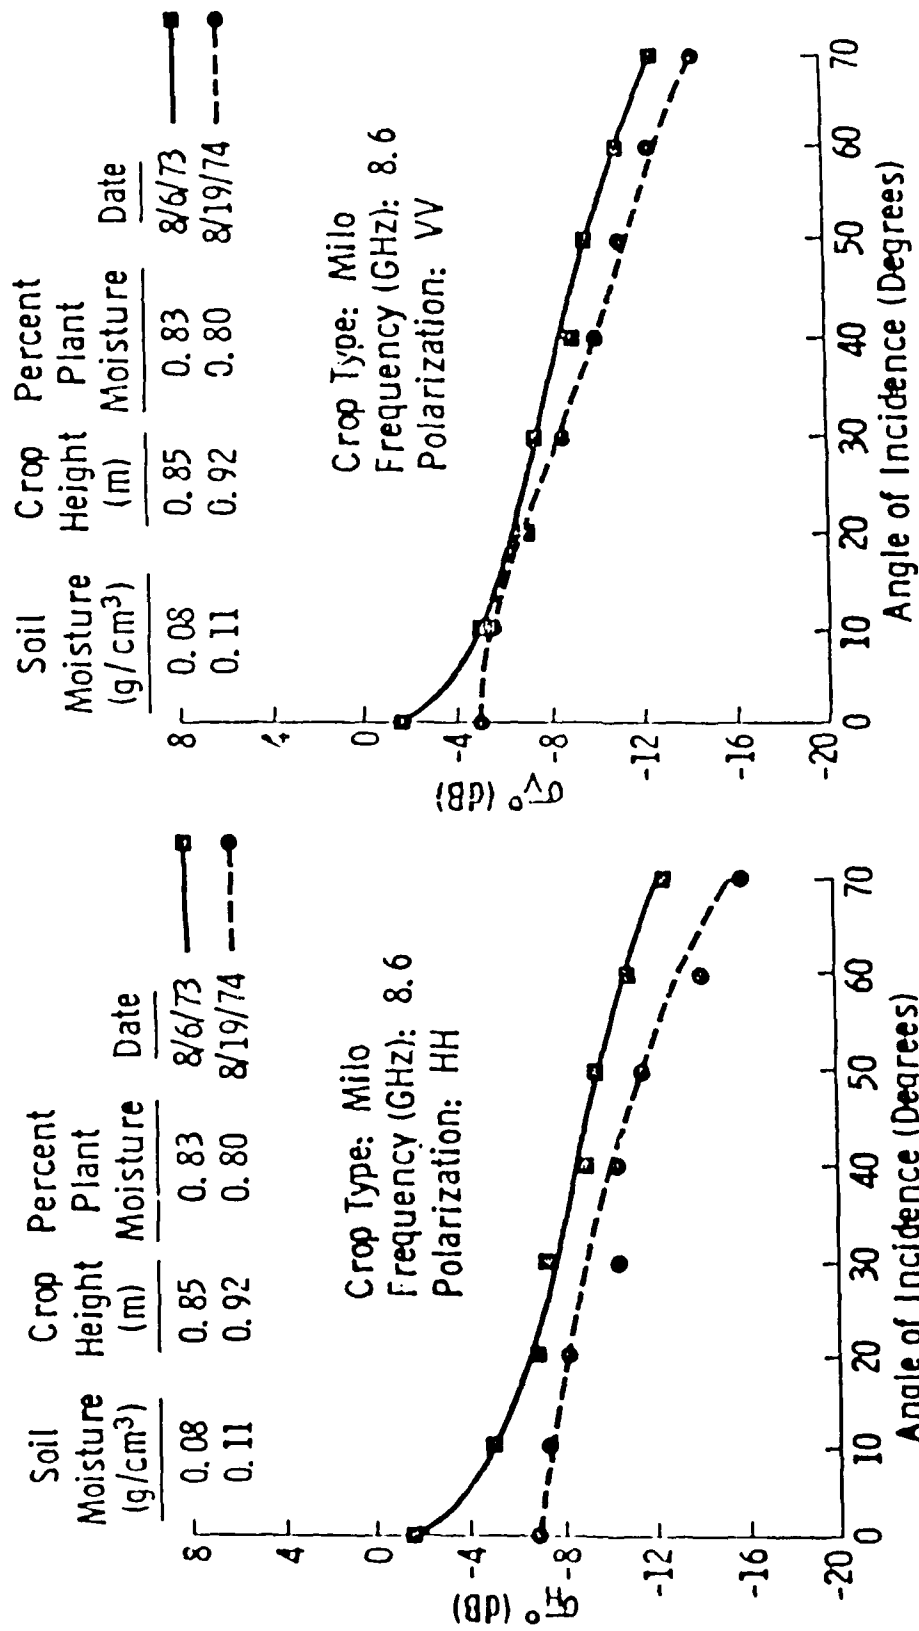 Soil Crop Percent
Moisture Height Plant
(g/cm³) (m) Moisture Date
0.08 0.85 0.83 8/6/73
0.11 0.92 0.80 8/19/74
Crop Type: Milo
Frequency (GHz): 8.6
Polarization: HH
σH° (dB)
8
4
0
-4
-8
-12
-16
-20
0 10 20 30 40 50 60 70
Angle of Incidence (Degrees)
Soil Crop Percent
Moisture Height Plant
(g/cm³) (m) Moisture Date
0.08 0.85 0.83 8/6/73
0.11 0.92 0.80 8/19/74
Crop Type: Milo
Frequency (GHz): 8.6
Polarization: VV
σV° (dB)
8
4
0
-4
-8
-12
-16
-20
0 10 20 30 40 50 60 70
Angle of Incidence (Degrees)